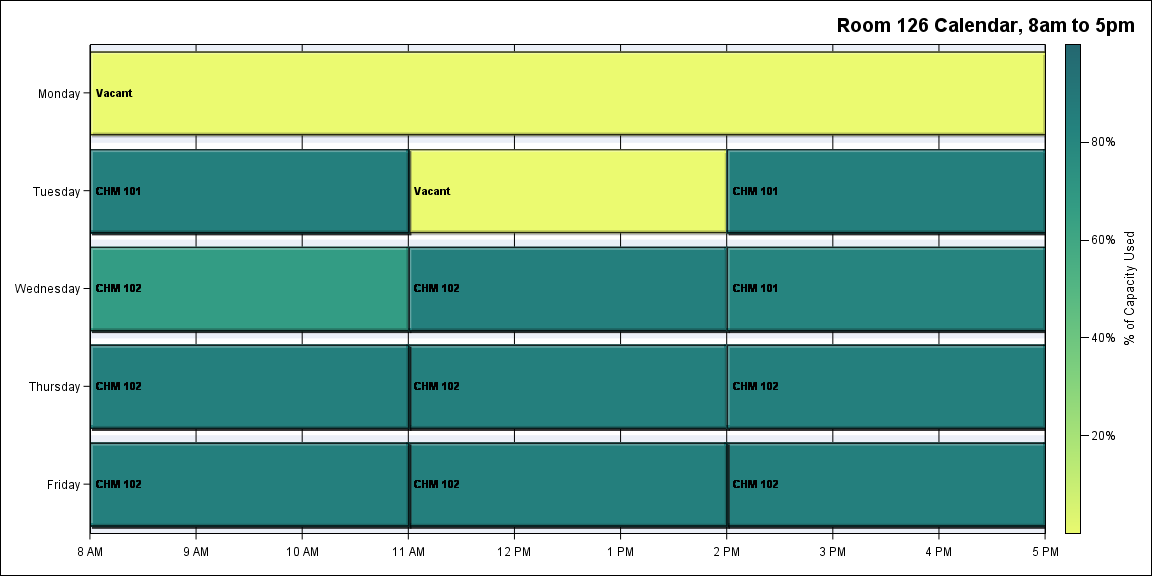 Room 126 Calendar, 8am to 5pm
Monday
Vacant
Tuesday
CHM 101
Vacant
CHM 101
Wednesday
CHM 102
CHM 102
CHM 101
Thursday
CHM 102
CHM 102
CHM 102
Friday
CHM 102
CHM 102
CHM 102
8 AM
9 AM
10 AM
11 AM
12 PM
1 PM
2 PM
3 PM
4 PM
5 PM
80%
60%
40%
20%
% of Capacity Used